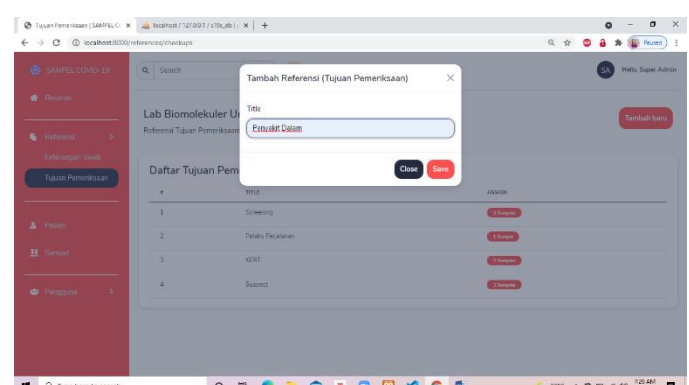 Tujuan Pemeriksaan | SAMPEL C
localhost / 127.0.0.1 / c19s_db |
localhost:8000/references/checkups
Paused
SAMPEL COVID-19
Search
Tambah Referensi (Tujuan Pemeriksaan)
SA
Hello, Super Admin
Beranda
Title
Penyakit Dalam
Lab Biomolekuler U
Referensi Tujuan Pemeriksaan
Tambah baru
Referensi
Keterangan Swab
Tujuan Pemeriksaan
Close
Save
Daftar Tujuan Pem
# TITLE ASSIGN
1 Screening
2 Pelaku Perjalanan
3 KERT
4 Suspect
Pasien
Sampel
Pengguna
7:29 AM